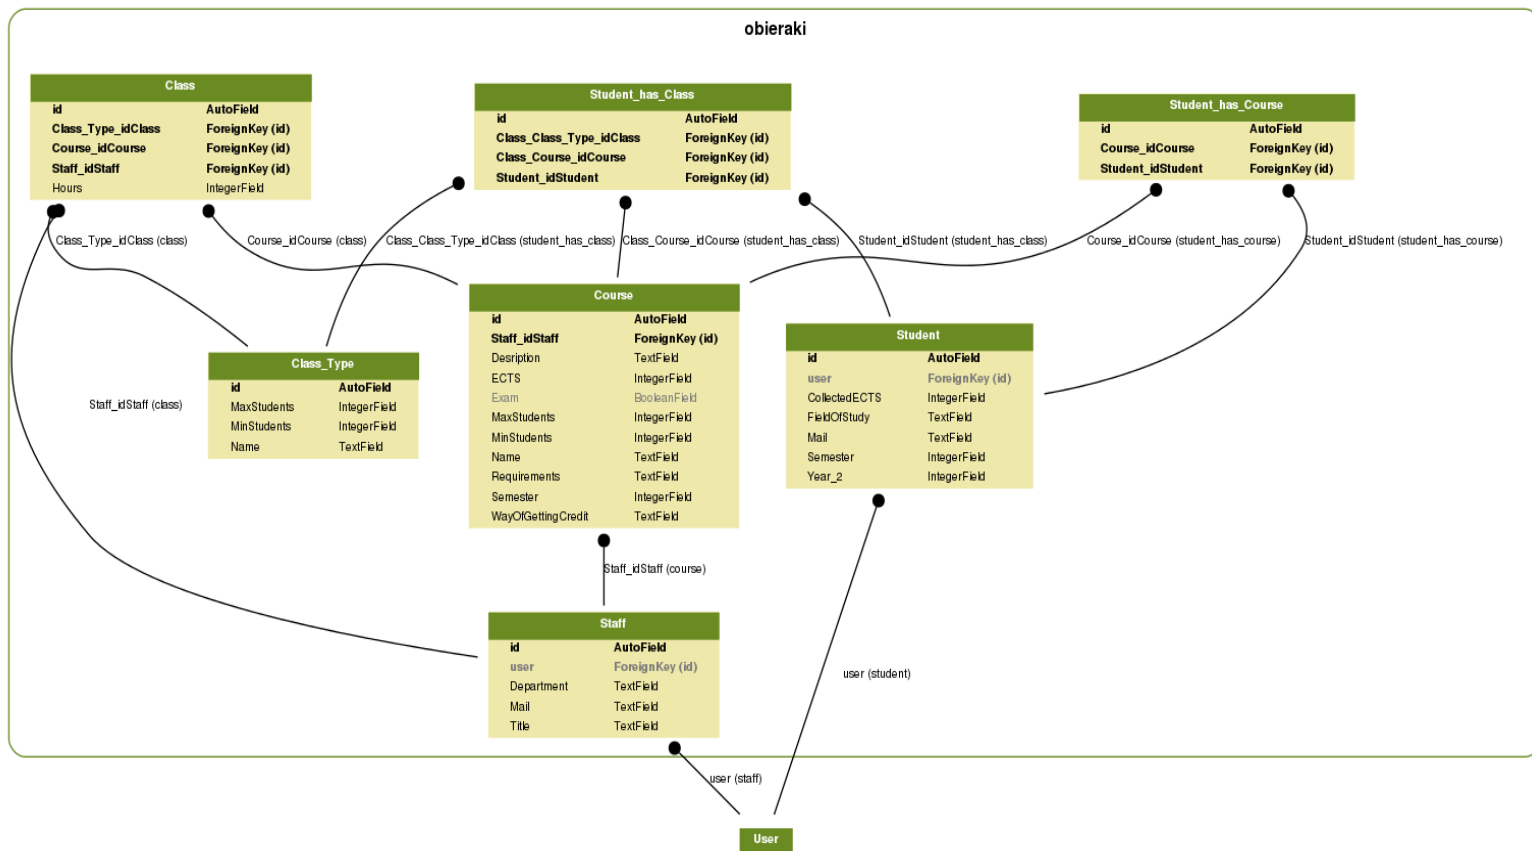 obieraki
Class
id AutoField
Class_Type_idClass ForeignKey (id)
Course_idCourse ForeignKey (id)
Staff_idStaff ForeignKey (id)
Hours IntegerField
Student_has_Class
id AutoField
Class_Class_Type_idClass ForeignKey (id)
Class_Course_idCourse ForeignKey (id)
Student_idStudent ForeignKey (id)
Student_has_Course
id AutoField
Course_idCourse ForeignKey (id)
Student_idStudent ForeignKey (id)
Class_Type_idClass (class)
Course_idCourse (class)
Class_Class_Type_idClass (student_has_class)
Class_Course_idCourse (student_has_class)
Student_idStudent (student_has_class)
Course_idCourse (student_has_course)
Student_idStudent (student_has_course)
Class_Type
id AutoField
MaxStudents IntegerField
MinStudents IntegerField
Name TextField
Course
id AutoField
Staff_idStaff ForeignKey (id)
Desription TextField
ECTS IntegerField
Exam BooleanField
MaxStudents IntegerField
MinStudents IntegerField
Name TextField
Requirements TextField
Semester IntegerField
WayOfGettingCredit TextField
Student
id AutoField
user ForeignKey (id)
CollectedECTS IntegerField
FieldOfStudy TextField
Mail TextField
Semester IntegerField
Year_2 IntegerField
Staff_idStaff (class)
Staff_idStaff (course)
Staff
id AutoField
user ForeignKey (id)
Department TextField
Mail TextField
Title TextField
user (student)
user (staff)
User